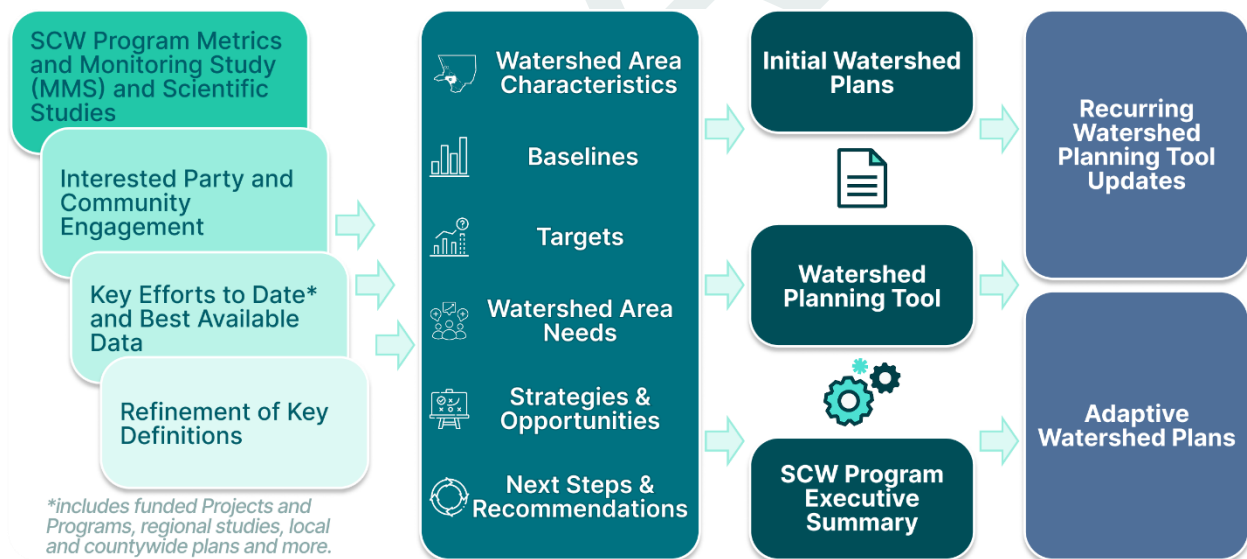 SCW Program Metrics
and Monitoring Study
(MMS) and Scientific
Studies
Interested Party and
Community
Engagement
Key Efforts to Date*
and Best Available
Data
Refinement of Key
Definitions
*includes funded Projects and
Programs, regional studies, local
and countywide plans and more.
Watershed Area
Characteristics
Baselines
Targets
Watershed Area
Needs
Strategies &
Opportunities
Next Steps &
Recommendations
Initial Watershed
Plans
Watershed
Planning Tool
SCW Program
Executive
Summary
Recurring
Watershed
Planning Tool
Updates
Adaptive
Watershed Plans